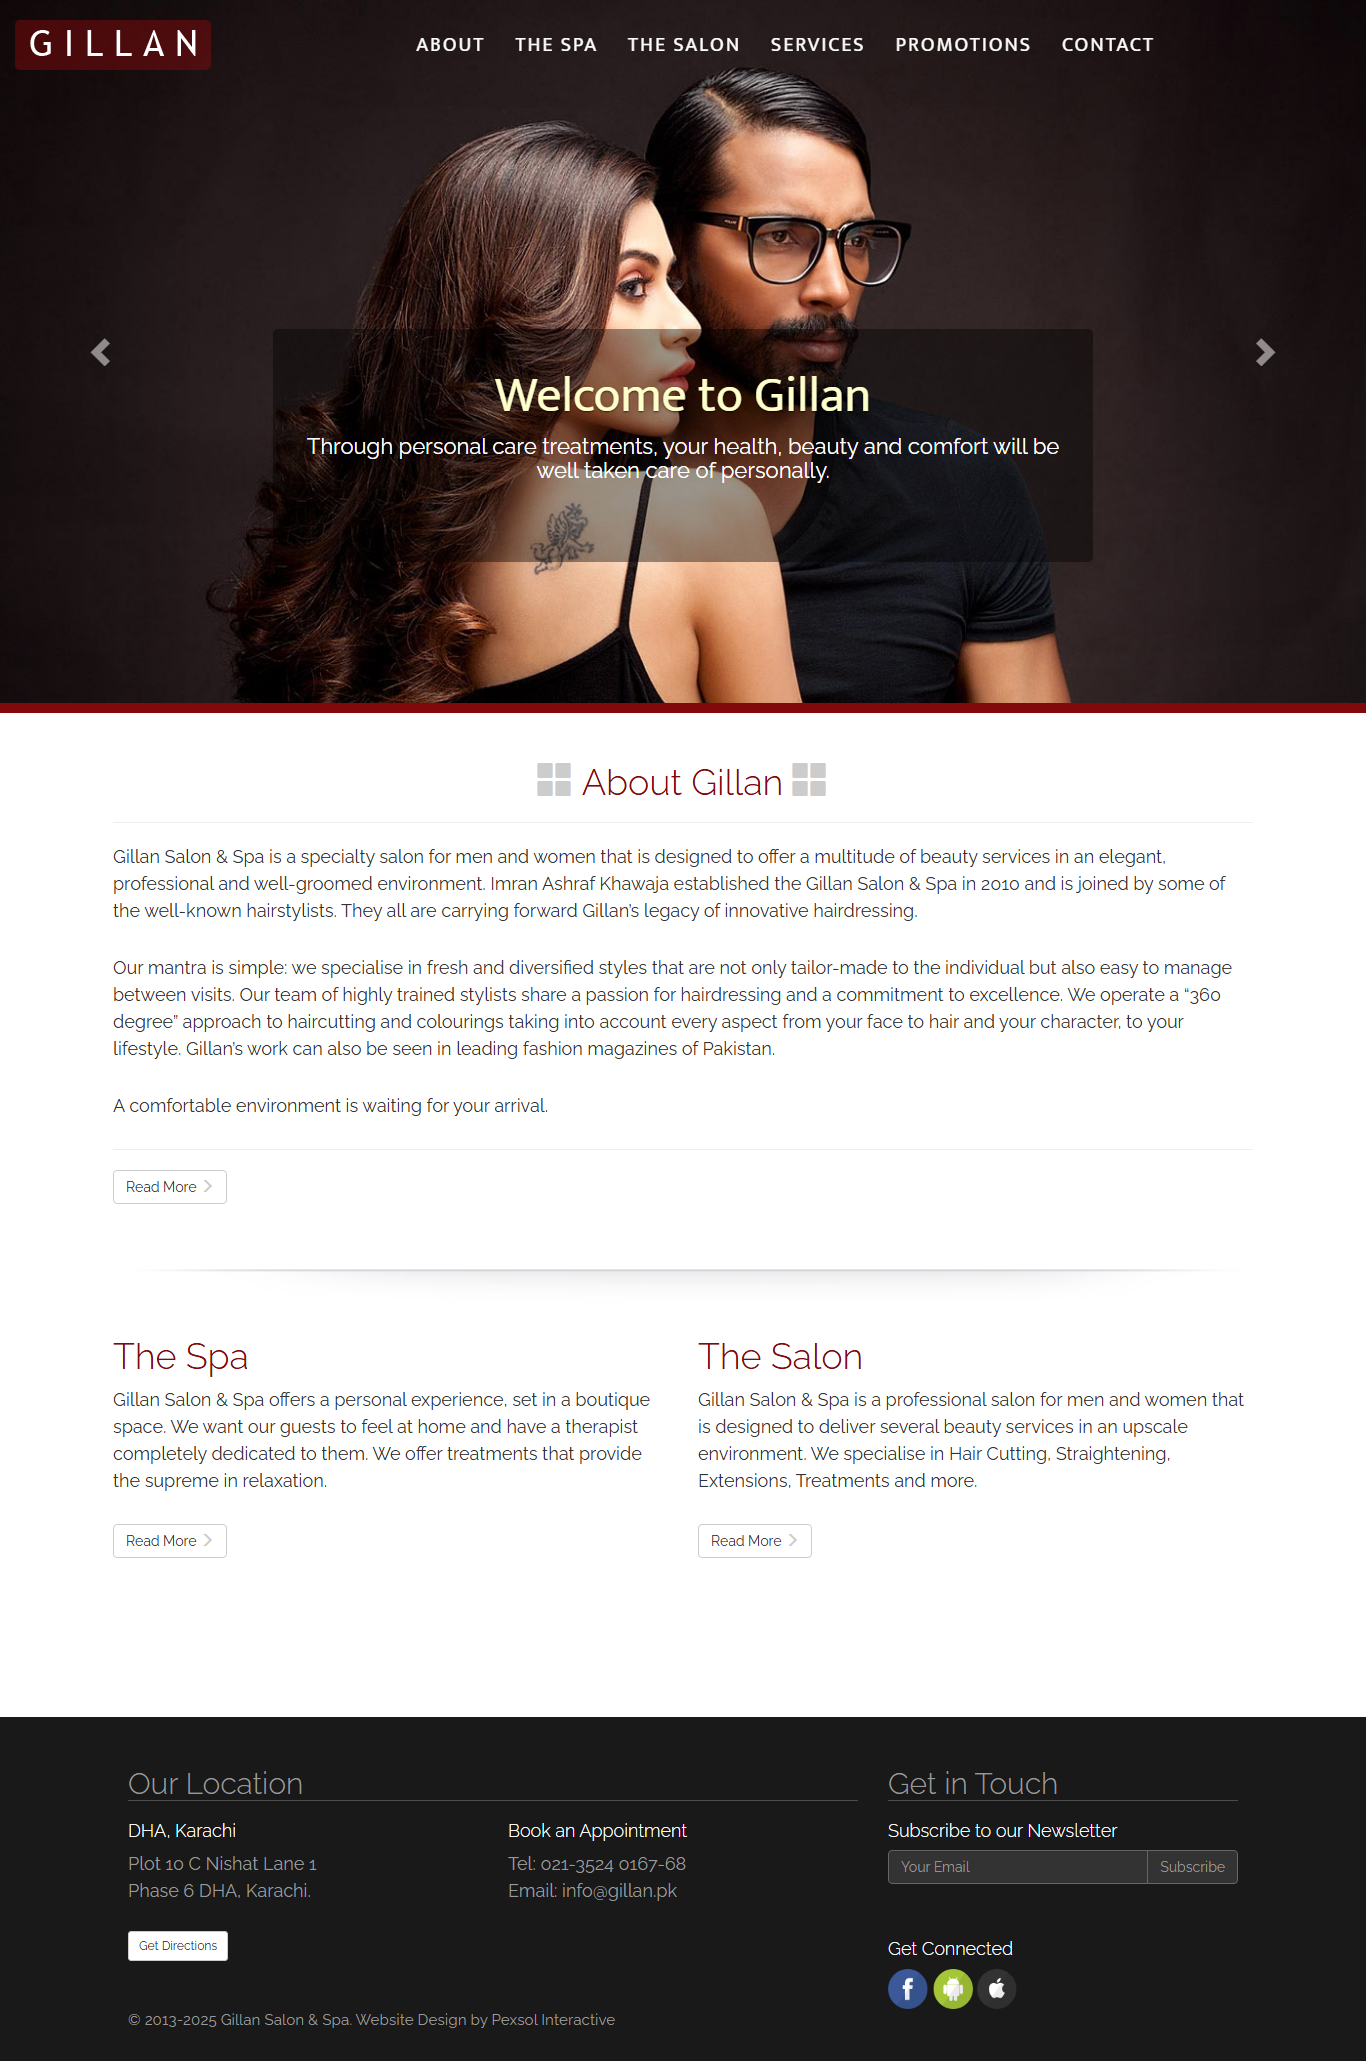 GILLAN
ABOUT THE SPA THE SALON SERVICES PROMOTIONS CONTACT
Welcome to Gillan
Through personal care treatments, your health, beauty and comfort will be
well taken care of personally.
About Gillan
Gillan Salon & Spa is a specialty salon for men and women that is designed to offer a multitude of beauty services in an elegant,
professional and well-groomed environment. Imran Ashraf Khawaja established the Gillan Salon & Spa in 2010 and is joined by some of
the well-known hairstylists. They all are carrying forward Gillan’s legacy of innovative hairdressing.
Our mantra is simple: we specialise in fresh and diversified styles that are not only tailor-made to the individual but also easy to manage
between visits. Our team of highly trained stylists share a passion for hairdressing and a commitment to excellence. We operate a “360
degree” approach to haircutting and colourings taking into account every aspect from your face to hair and your character, to your
lifestyle. Gillan’s work can also be seen in leading fashion magazines of Pakistan.
A comfortable environment is waiting for your arrival.
Read More
The Spa
Gillan Salon & Spa offers a personal experience, set in a boutique
space. We want our guests to feel at home and have a therapist
completely dedicated to them. We offer treatments that provide
the supreme in relaxation.
Read More
The Salon
Gillan Salon & Spa is a professional salon for men and women that
is designed to deliver several beauty services in an upscale
environment. We specialise in Hair Cutting, Straightening,
Extensions, Treatments and more.
Read More
Our Location
DHA, Karachi
Plot 10 C Nishat Lane 1
Phase 6 DHA, Karachi.
Get Directions
Book an Appointment
Tel: 021-3524 0167-68
Email: info@gillan.pk
Get in Touch
Subscribe to our Newsletter
Your Email Subscribe
Get Connected
© 2013-2025 Gillan Salon & Spa. Website Design by Pexsol Interactive